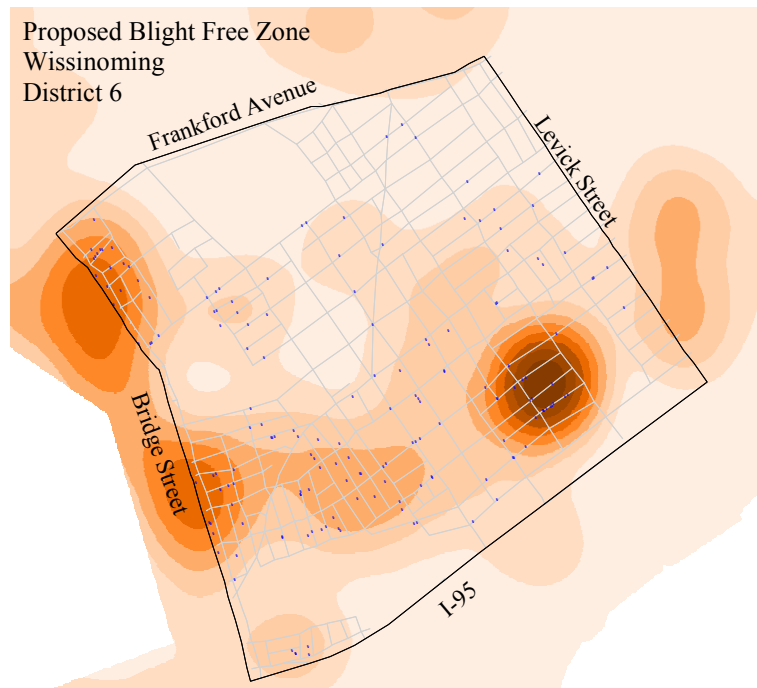 Proposed Blight Free Zone
Wissinoming
District 6
Frankford Avenue
Levick Street
Bridge Street
I-95